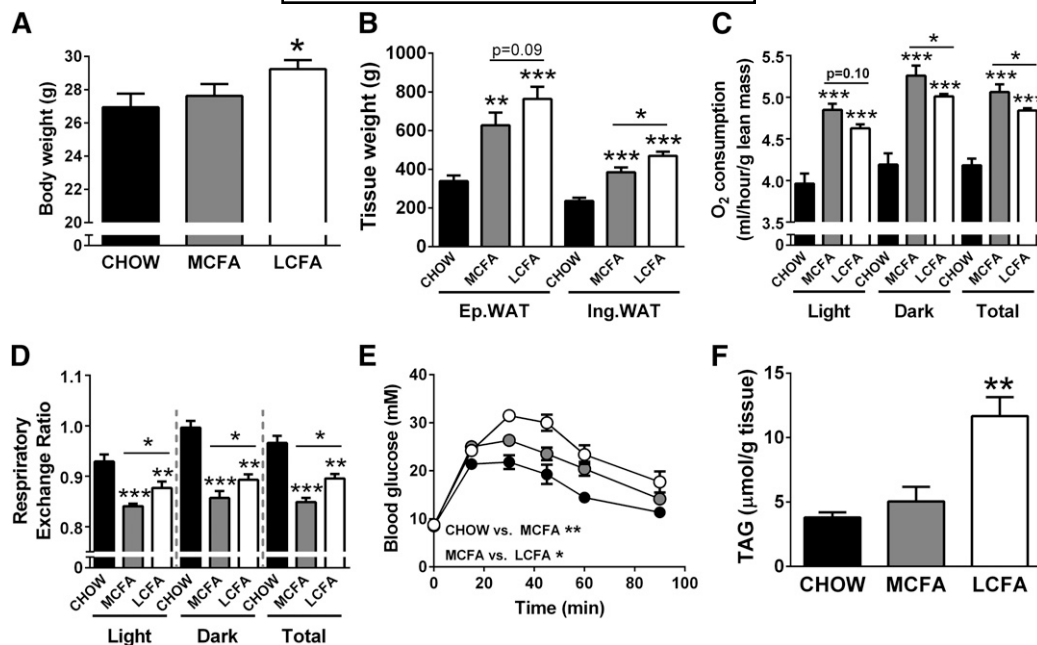 A
Body weight (g)
30
28
26
24
22
20
0
*
CHOW MCFA LCFA
B
Tissue weight (g)
1000
800
600
400
200
0
p=0.09
** ***
*
*** ***
CHOW MCFA LCFA CHOW MCFA LCFA
Ep.WAT Ing.WAT
C
O2 consumption
(ml/hour/g lean mass)
5.5
5.0
4.5
4.0
3.5
0
p=0.10
*** ***
*
*** ***
*
*** ***
CHOW MCFA LCFA CHOW MCFA LCFA CHOW MCFA LCFA
Light Dark Total
D
Respriratory
Exchange Ratio
1.1
1.0
0.9
0.8
0
*
*** **
*
*** **
*
*** **
CHOW MCFA LCFA CHOW MCFA LCFA CHOW MCFA LCFA
Light Dark Total
E
Blood glucose (mM)
40
30
20
10
0
CHOW vs. MCFA **
MCFA vs. LCFA *
0 20 40 60 80 100
Time (min)
F
TAG (μmol/g tissue)
15
10
5
0
**
CHOW MCFA LCFA